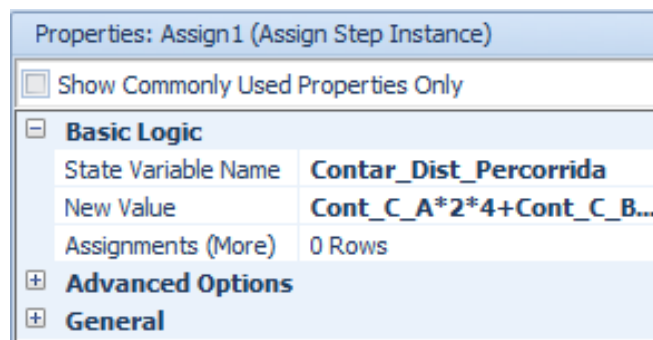 Properties: Assign1 (Assign Step Instance)
Show Commonly Used Properties Only
Basic Logic
State Variable Name Contar_Dist_Percorrida
New Value Cont_C_A*2*4+Cont_C_B...
Assignments (More) 0 Rows
Advanced Options
General